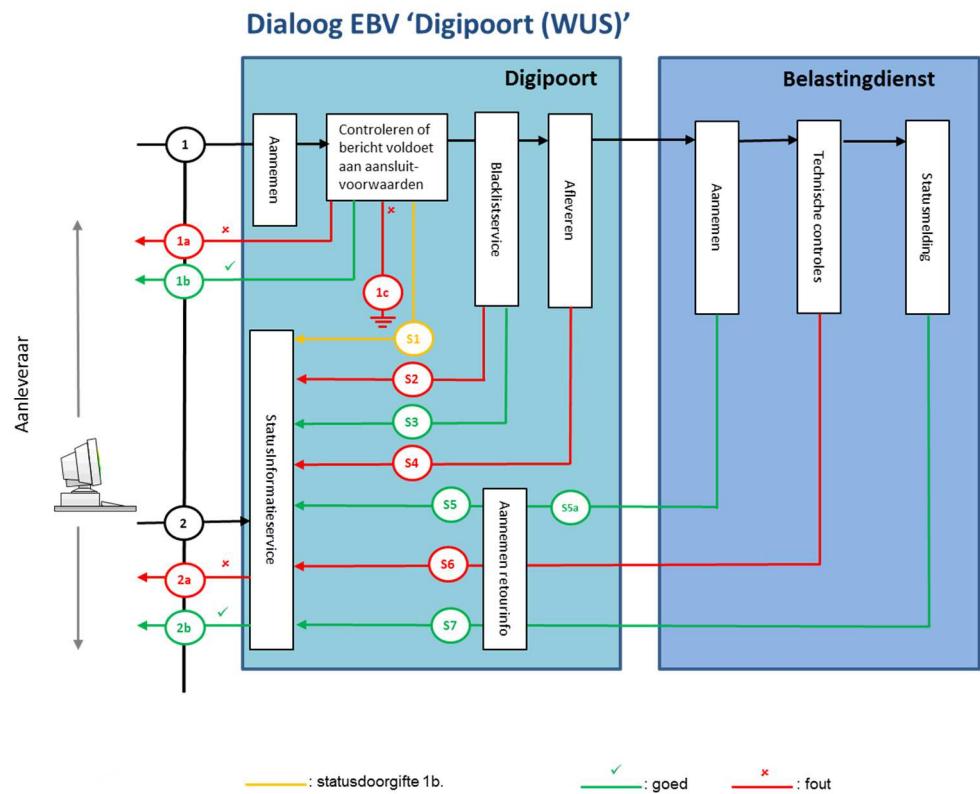 Dialoog EBV ‘Digipoort (WUS)’
Digipoort
Belastingdienst
1
Aannemen
Controleren of
bericht voldoet
aan aansluit-
voorwaarden
Blacklistservice
Afleveren
Aannemen
Technische controles
Statusmelding
1a
1b
1c
S1
S2
S3
S4
S5
S5a
S6
S7
StatusInformatieservice
Aannemen retourinfo
Aanleveraar
2
2a
2b
: statusdoorgifte 1b.
: goed
: fout